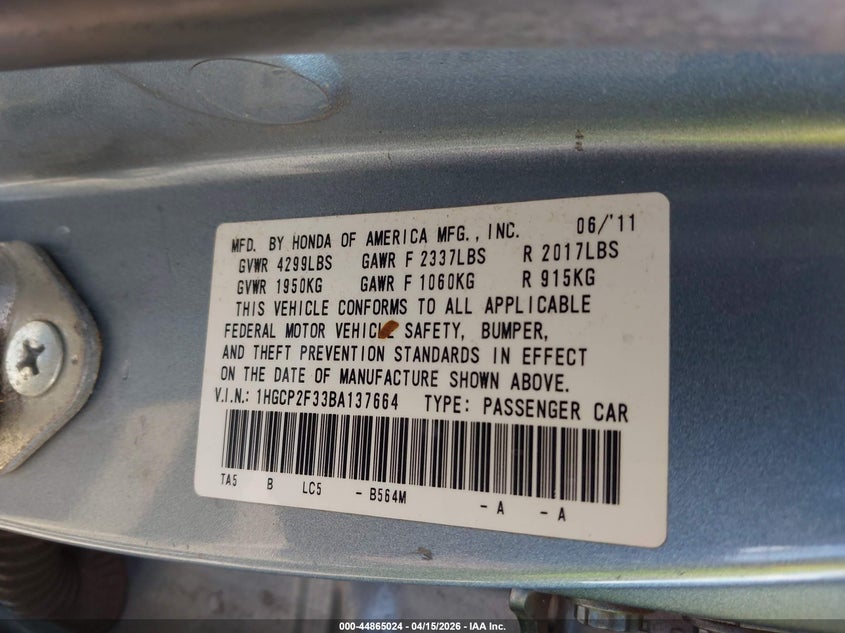 MFD. BY HONDA OF AMERICA MFG., INC. 06/'11
GVWR 4299LBS GAWR F 2337LBS R 2017LBS
GVWR 1950KG GAWR F 1060KG R 915KG
THIS VEHICLE CONFORMS TO ALL APPLICABLE
FEDERAL MOTOR VEHICLE SAFETY, BUMPER,
AND THEFT PREVENTION STANDARDS IN EFFECT
ON THE DATE OF MANUFACTURE SHOWN ABOVE.
V.I.N.: 1HGCP2F33BA137664 TYPE: PASSENGER CAR
TA5 B LC5 - B564M - A - A
000-44865024 - 04/15/2026 - IAA Inc.